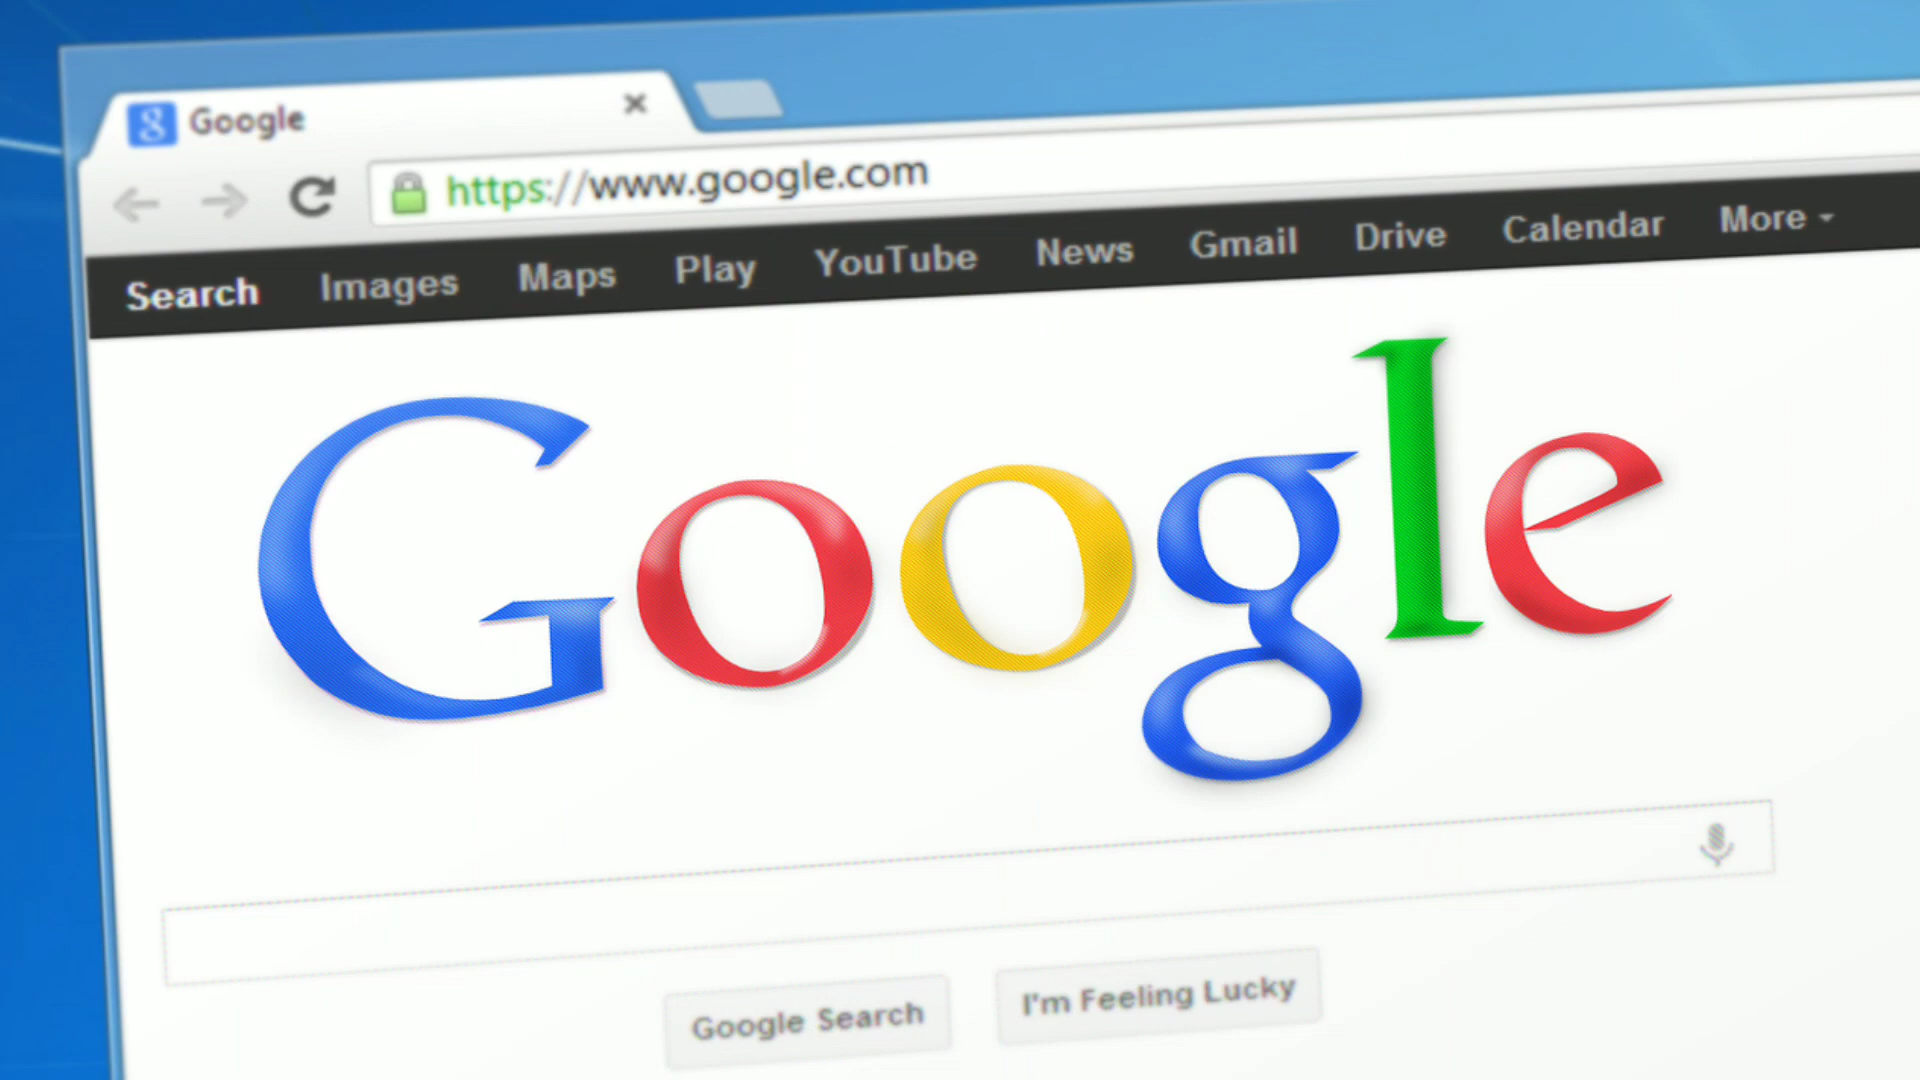 Google
https://www.google.com
Search Images Maps Play YouTube News Gmail Drive Calendar More
Google
Google Search I'm Feeling Lucky